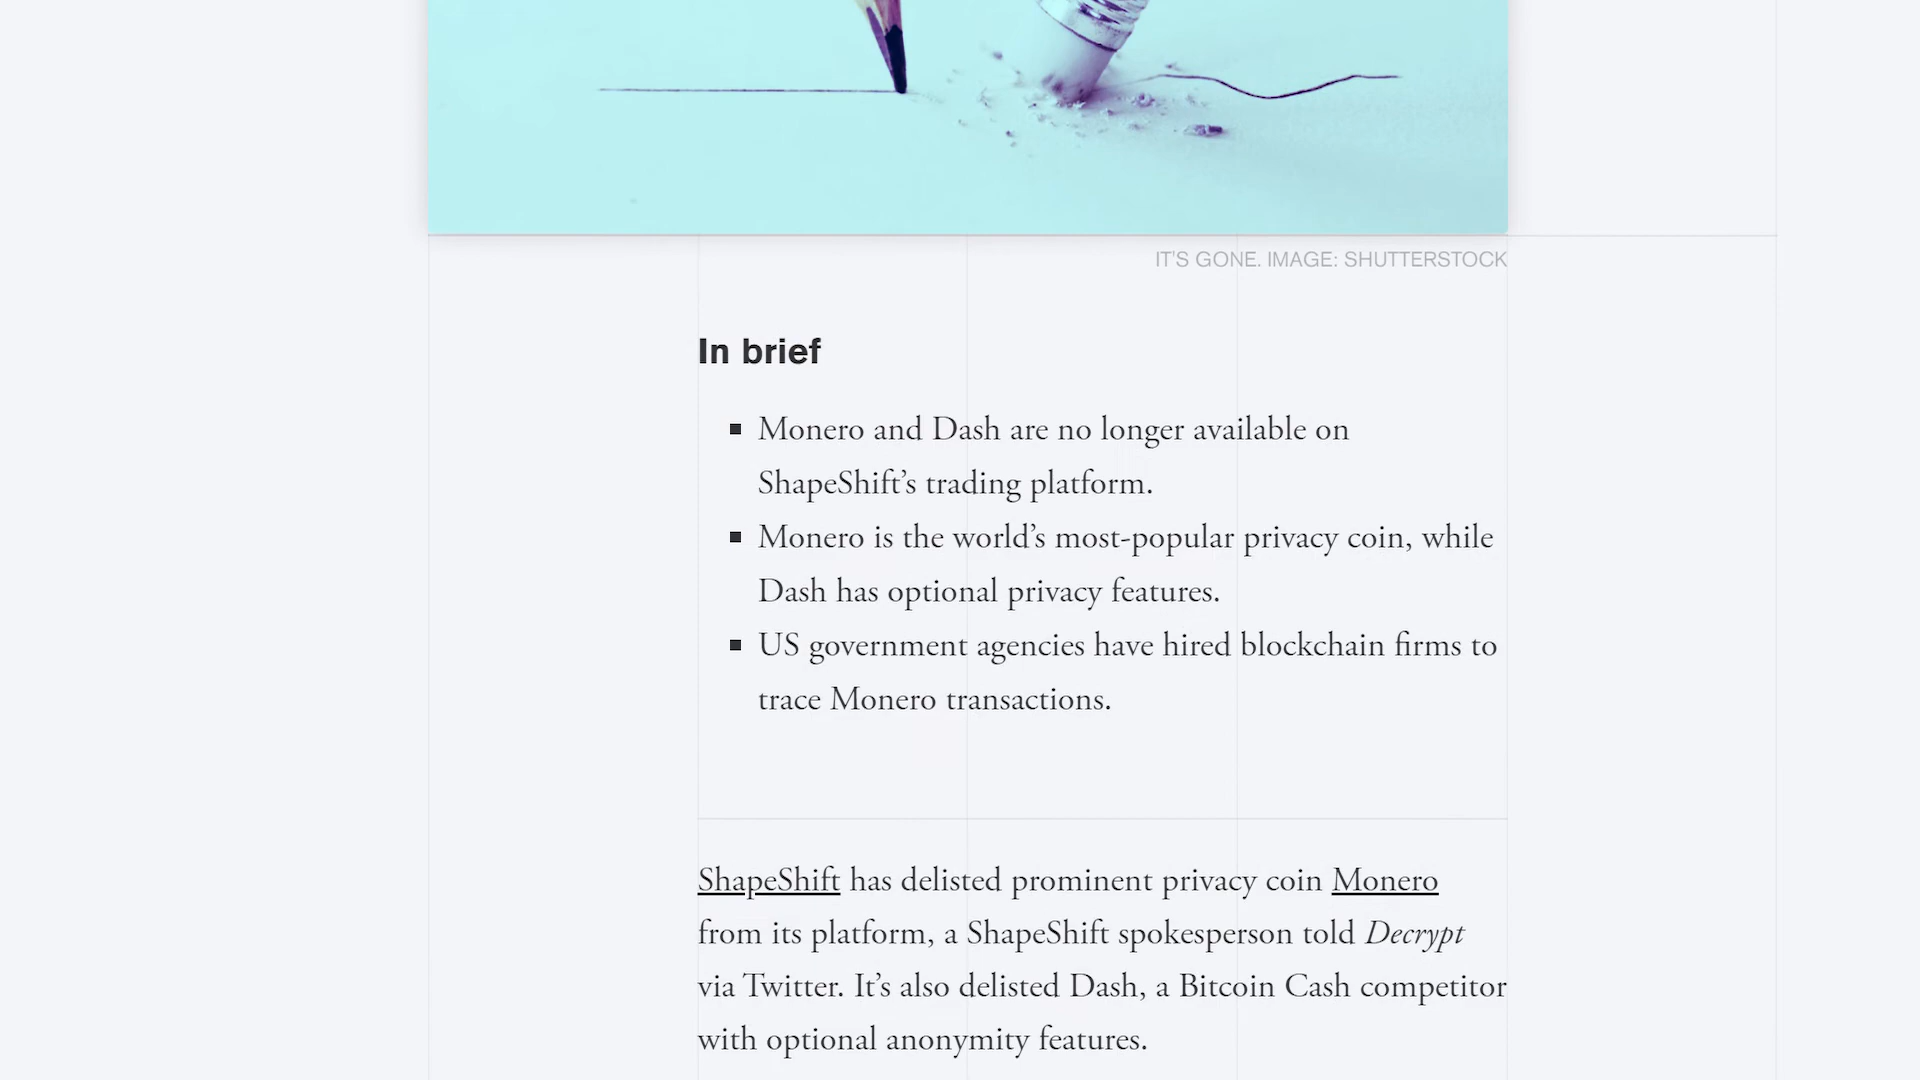 IT'S GONE. IMAGE: SHUTTERSTOCK
In brief
Monero and Dash are no longer available on
ShapeShift’s trading platform.
Monero is the world’s most-popular privacy coin, while
Dash has optional privacy features.
US government agencies have hired blockchain firms to
trace Monero transactions.
ShapeShift has delisted prominent privacy coin Monero
from its platform, a ShapeShift spokesperson told Decrypt
via Twitter. It’s also delisted Dash, a Bitcoin Cash competitor
with optional anonymity features.